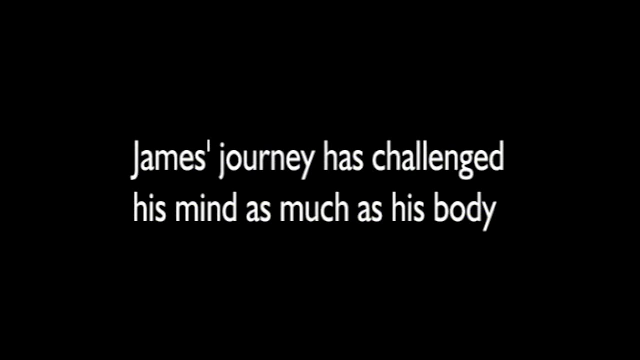 James' journey has challenged
his mind as much as his body